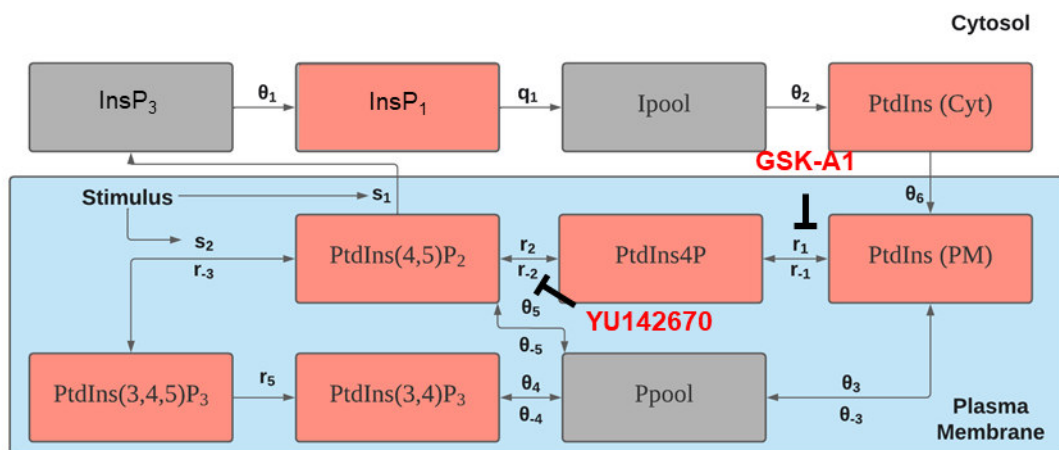 Cytosol
InsP₃
θ₁
InsP₁
q₁
Ipool
θ₂
PtdIns (Cyt)
GSK-A1
θ₆
Stimulus
s₁
s₂
r₋₃
PtdIns(4,5)P₂
r₂
r₋₂
PtdIns4P
r₁
r₋₁
PtdIns (PM)
θ₅
θ₋₅
YU142670
PtdIns(3,4,5)P₃
r₅
PtdIns(3,4)P₃
θ₄
θ₋₄
Ppool
θ₃
θ₋₃
Plasma
Membrane